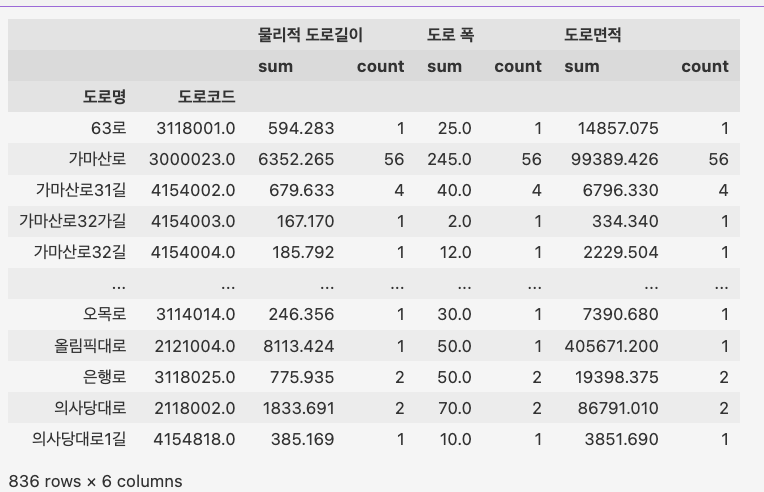 물리적 도로길이 도로 폭 도로면적
sum count sum count sum count
도로명 도로코드
63로 3118001.0 594.283 1 25.0 1 14857.075 1
가마산로 3000023.0 6352.265 56 245.0 56 99389.426 56
가마산로31길 4154002.0 679.633 4 40.0 4 6796.330 4
가마산로32가길 4154003.0 167.170 1 2.0 1 334.340 1
가마산로32길 4154004.0 185.792 1 12.0 1 2229.504 1
... ... ... ... ... ... ... ...
오목로 3114014.0 246.356 1 30.0 1 7390.680 1
올림픽대로 2121004.0 8113.424 1 50.0 1 405671.200 1
은행로 3118025.0 775.935 2 50.0 2 19398.375 2
의사당대로 2118002.0 1833.691 2 70.0 2 86791.010 2
의사당대로1길 4154818.0 385.169 1 10.0 1 3851.690 1
836 rows × 6 columns